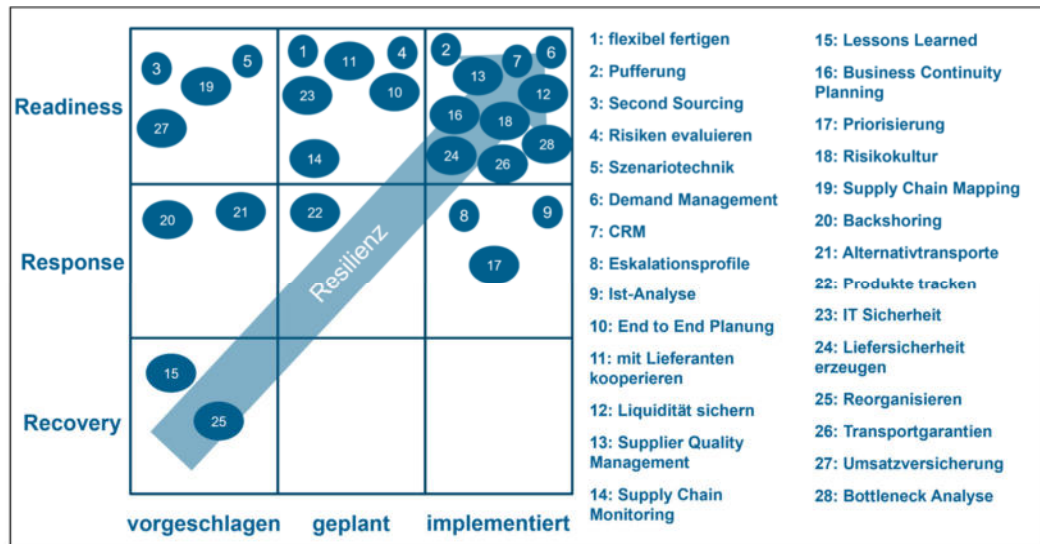 Readiness
Response
Recovery
3
5
19
27
1
4
11
23
10
14
2
7
6
13
12
16
18
28
24
26
20
21
22
8
9
17
15
25
Resilienz
vorgeschlagen
geplant
implementiert
1: flexibel fertigen
2: Pufferung
3: Second Sourcing
4: Risiken evaluieren
5: Szenariotechnik
6: Demand Management
7: CRM
8: Eskalationsprofile
9: Ist-Analyse
10: End to End Planung
11: mit Lieferanten
kooperieren
12: Liquidität sichern
13: Supplier Quality
Management
14: Supply Chain
Monitoring
15: Lessons Learned
16: Business Continuity
Planning
17: Priorisierung
18: Risikokultur
19: Supply Chain Mapping
20: Backshoring
21: Alternativtransporte
22: Produkte tracken
23: IT Sicherheit
24: Liefersicherheit
erzeugen
25: Reorganisieren
26: Transportgarantien
27: Umsatzversicherung
28: Bottleneck Analyse